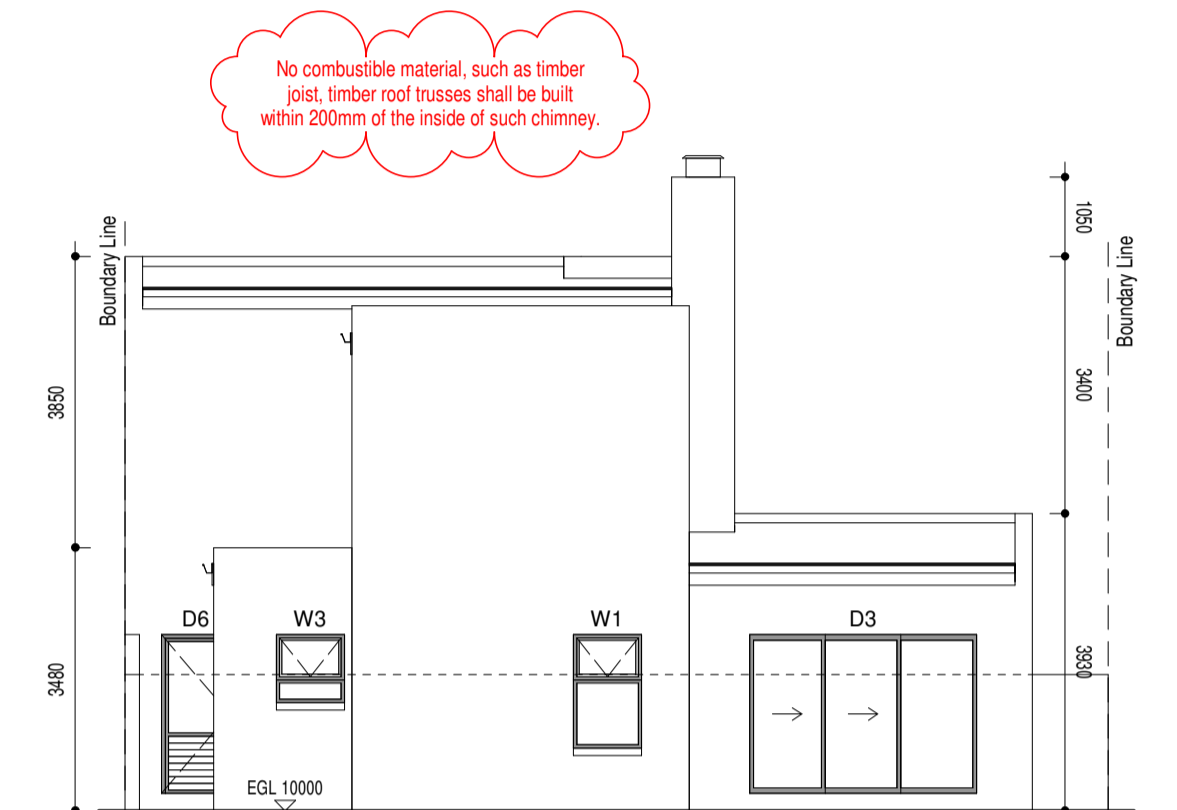 No combustible material, such as timber
joist, timber roof trusses shall be built
within 200mm of the inside of such chimney.
Boundary Line
1050
Boundary Line
3850
3400
D6
W3
W1
D3
3480
3930
EGL 10000